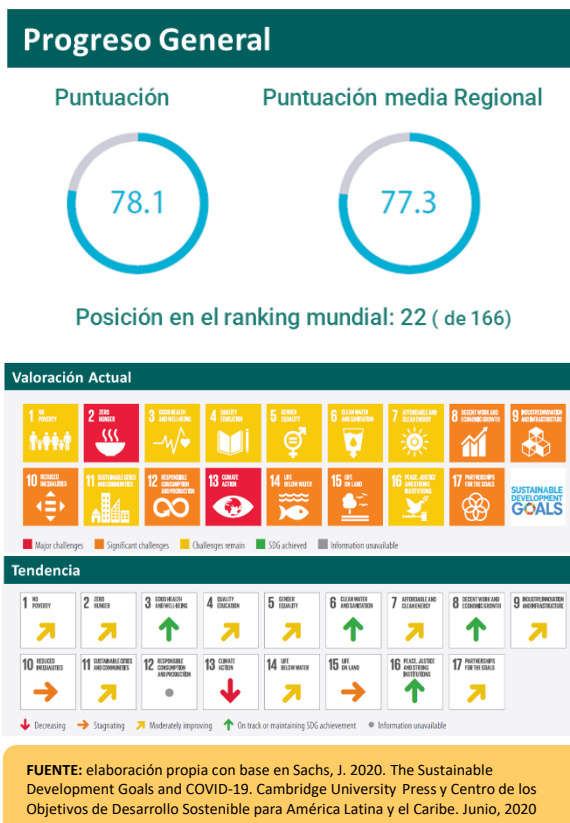 Progreso General
Puntuación
Puntuación media Regional
78.1
77.3
Posición en el ranking mundial: 22 ( de 166)
Valoración Actual
1 NO POVERTY
2 ZERO HUNGER
3 GOOD HEALTH AND WELL-BEING
4 QUALITY EDUCATION
5 GENDER EQUALITY
6 CLEAN WATER AND SANITATION
7 AFFORDABLE AND CLEAN ENERGY
8 DECENT WORK AND ECONOMIC GROWTH
9 INDUSTRY, INNOVATION AND INFRASTRUCTURE
10 REDUCED INEQUALITIES
11 SUSTAINABLE CITIES AND COMMUNITIES
12 RESPONSIBLE CONSUMPTION AND PRODUCTION
13 CLIMATE ACTION
14 LIFE BELOW WATER
15 LIFE ON LAND
16 PEACE, JUSTICE AND STRONG INSTITUTIONS
17 PARTNERSHIPS FOR THE GOALS
SUSTAINABLE
DEVELOPMENT
GOALS
Major challenges Significant challenges Challenges remain SDG achieved Information unavailable
Tendencia
1 NO POVERTY
2 ZERO HUNGER
3 GOOD HEALTH AND WELL-BEING
4 QUALITY EDUCATION
5 GENDER EQUALITY
6 CLEAN WATER AND SANITATION
7 AFFORDABLE AND CLEAN ENERGY
8 DECENT WORK AND ECONOMIC GROWTH
9 INDUSTRY, INNOVATION AND INFRASTRUCTURE
10 REDUCED INEQUALITIES
11 SUSTAINABLE CITIES AND COMMUNITIES
12 RESPONSIBLE CONSUMPTION AND PRODUCTION
13 CLIMATE ACTION
14 LIFE BELOW WATER
15 LIFE ON LAND
16 PEACE, JUSTICE AND STRONG INSTITUTIONS
17 PARTNERSHIPS FOR THE GOALS
Decreasing Stagnating Moderately improving On track or maintaining SDG achievement Information unavailable
FUENTE: elaboración propia con base en Sachs, J. 2020. The Sustainable
Development Goals and COVID-19. Cambridge University Press y Centro de los
Objetivos de Desarrollo Sostenible para América Latina y el Caribe. Junio, 2020